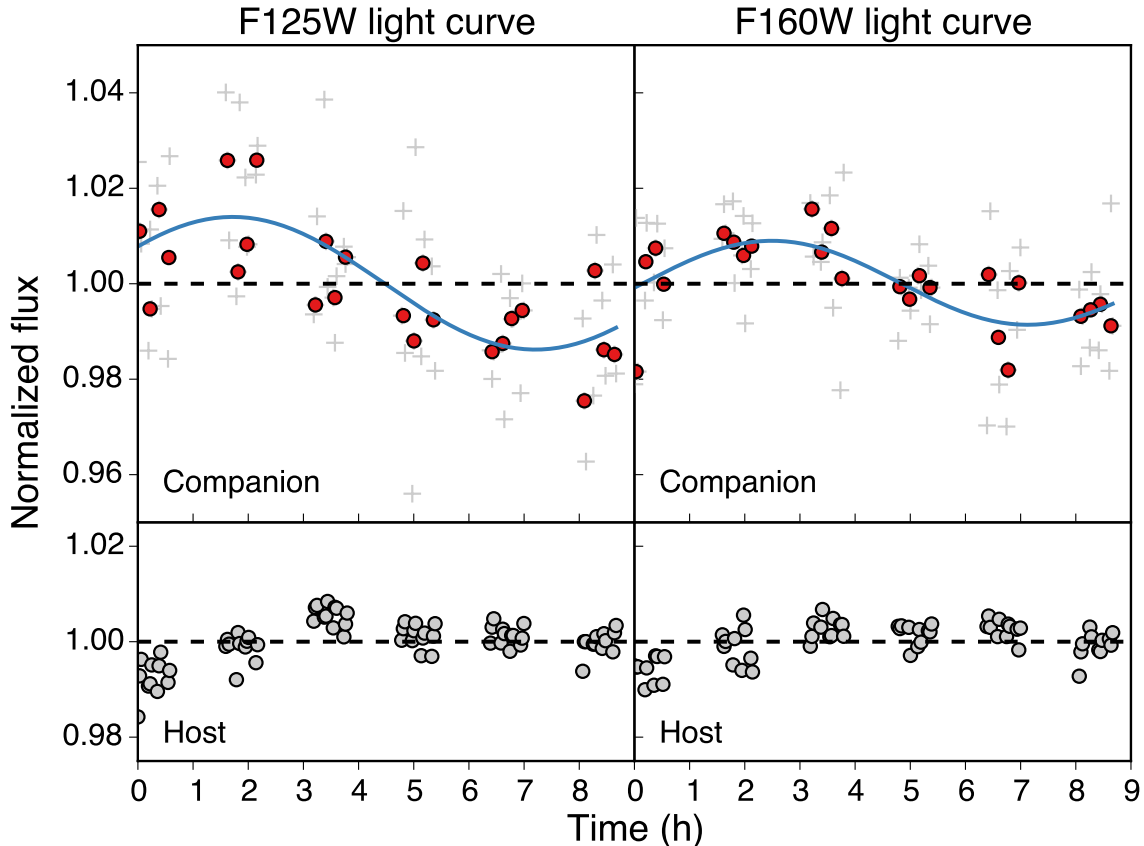 F125W light curve F160W light curve
Normalized flux
1.04
1.02
1.00
0.98
0.96
Companion Companion
1.02
1.00
0.98
Host Host
0 1 2 3 4 5 6 7 8 0 1 2 3 4 5 6 7 8 9
Time (h)